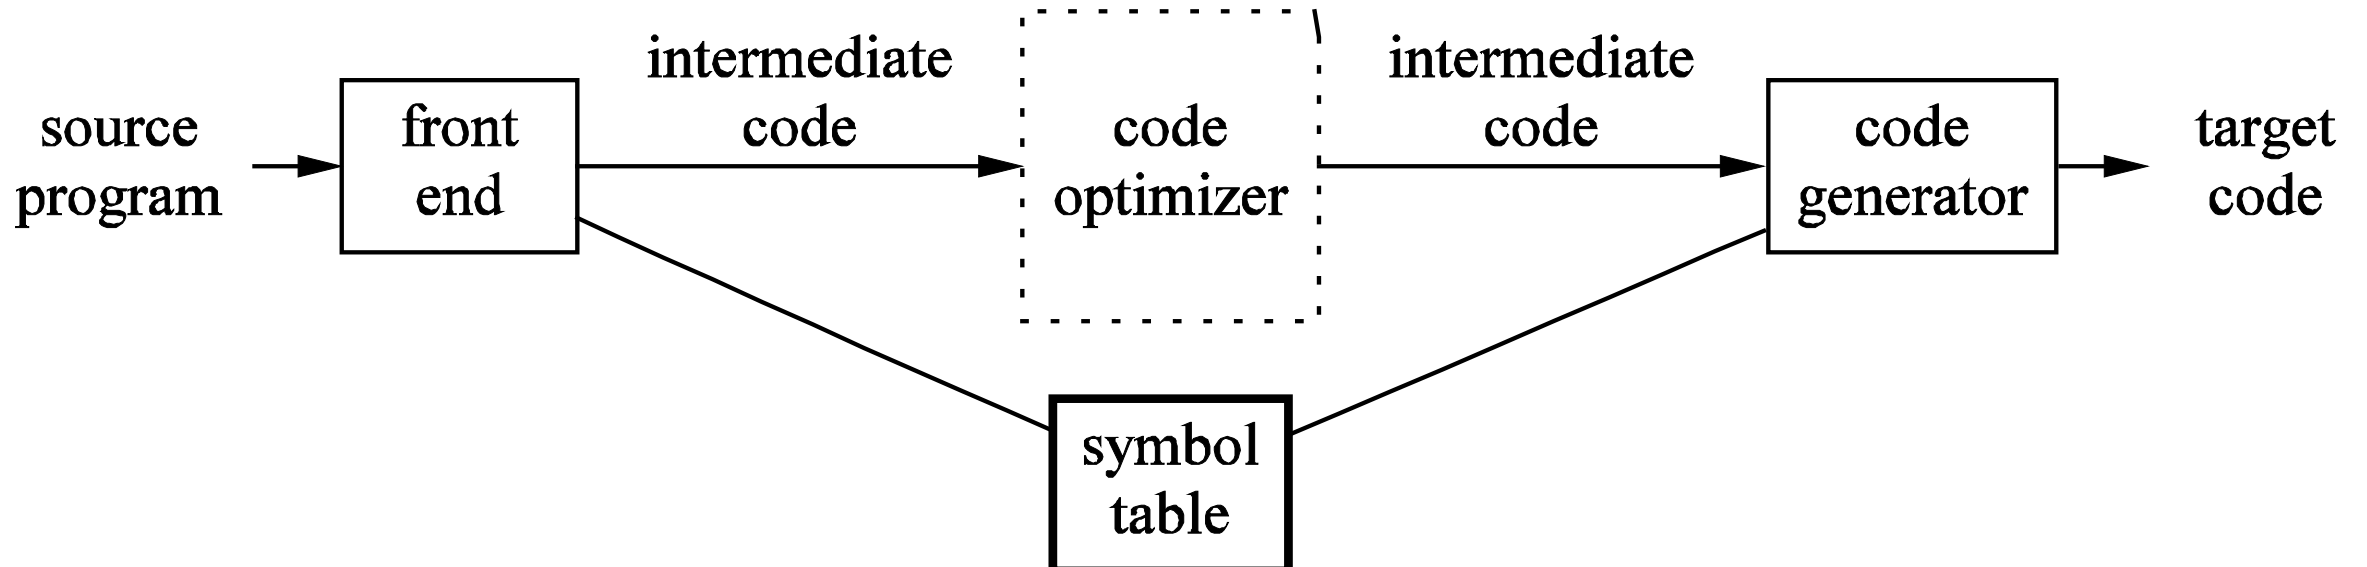 source
program
front
end
intermediate
code
code
optimizer
intermediate
code
code
generator
target
code
symbol
table